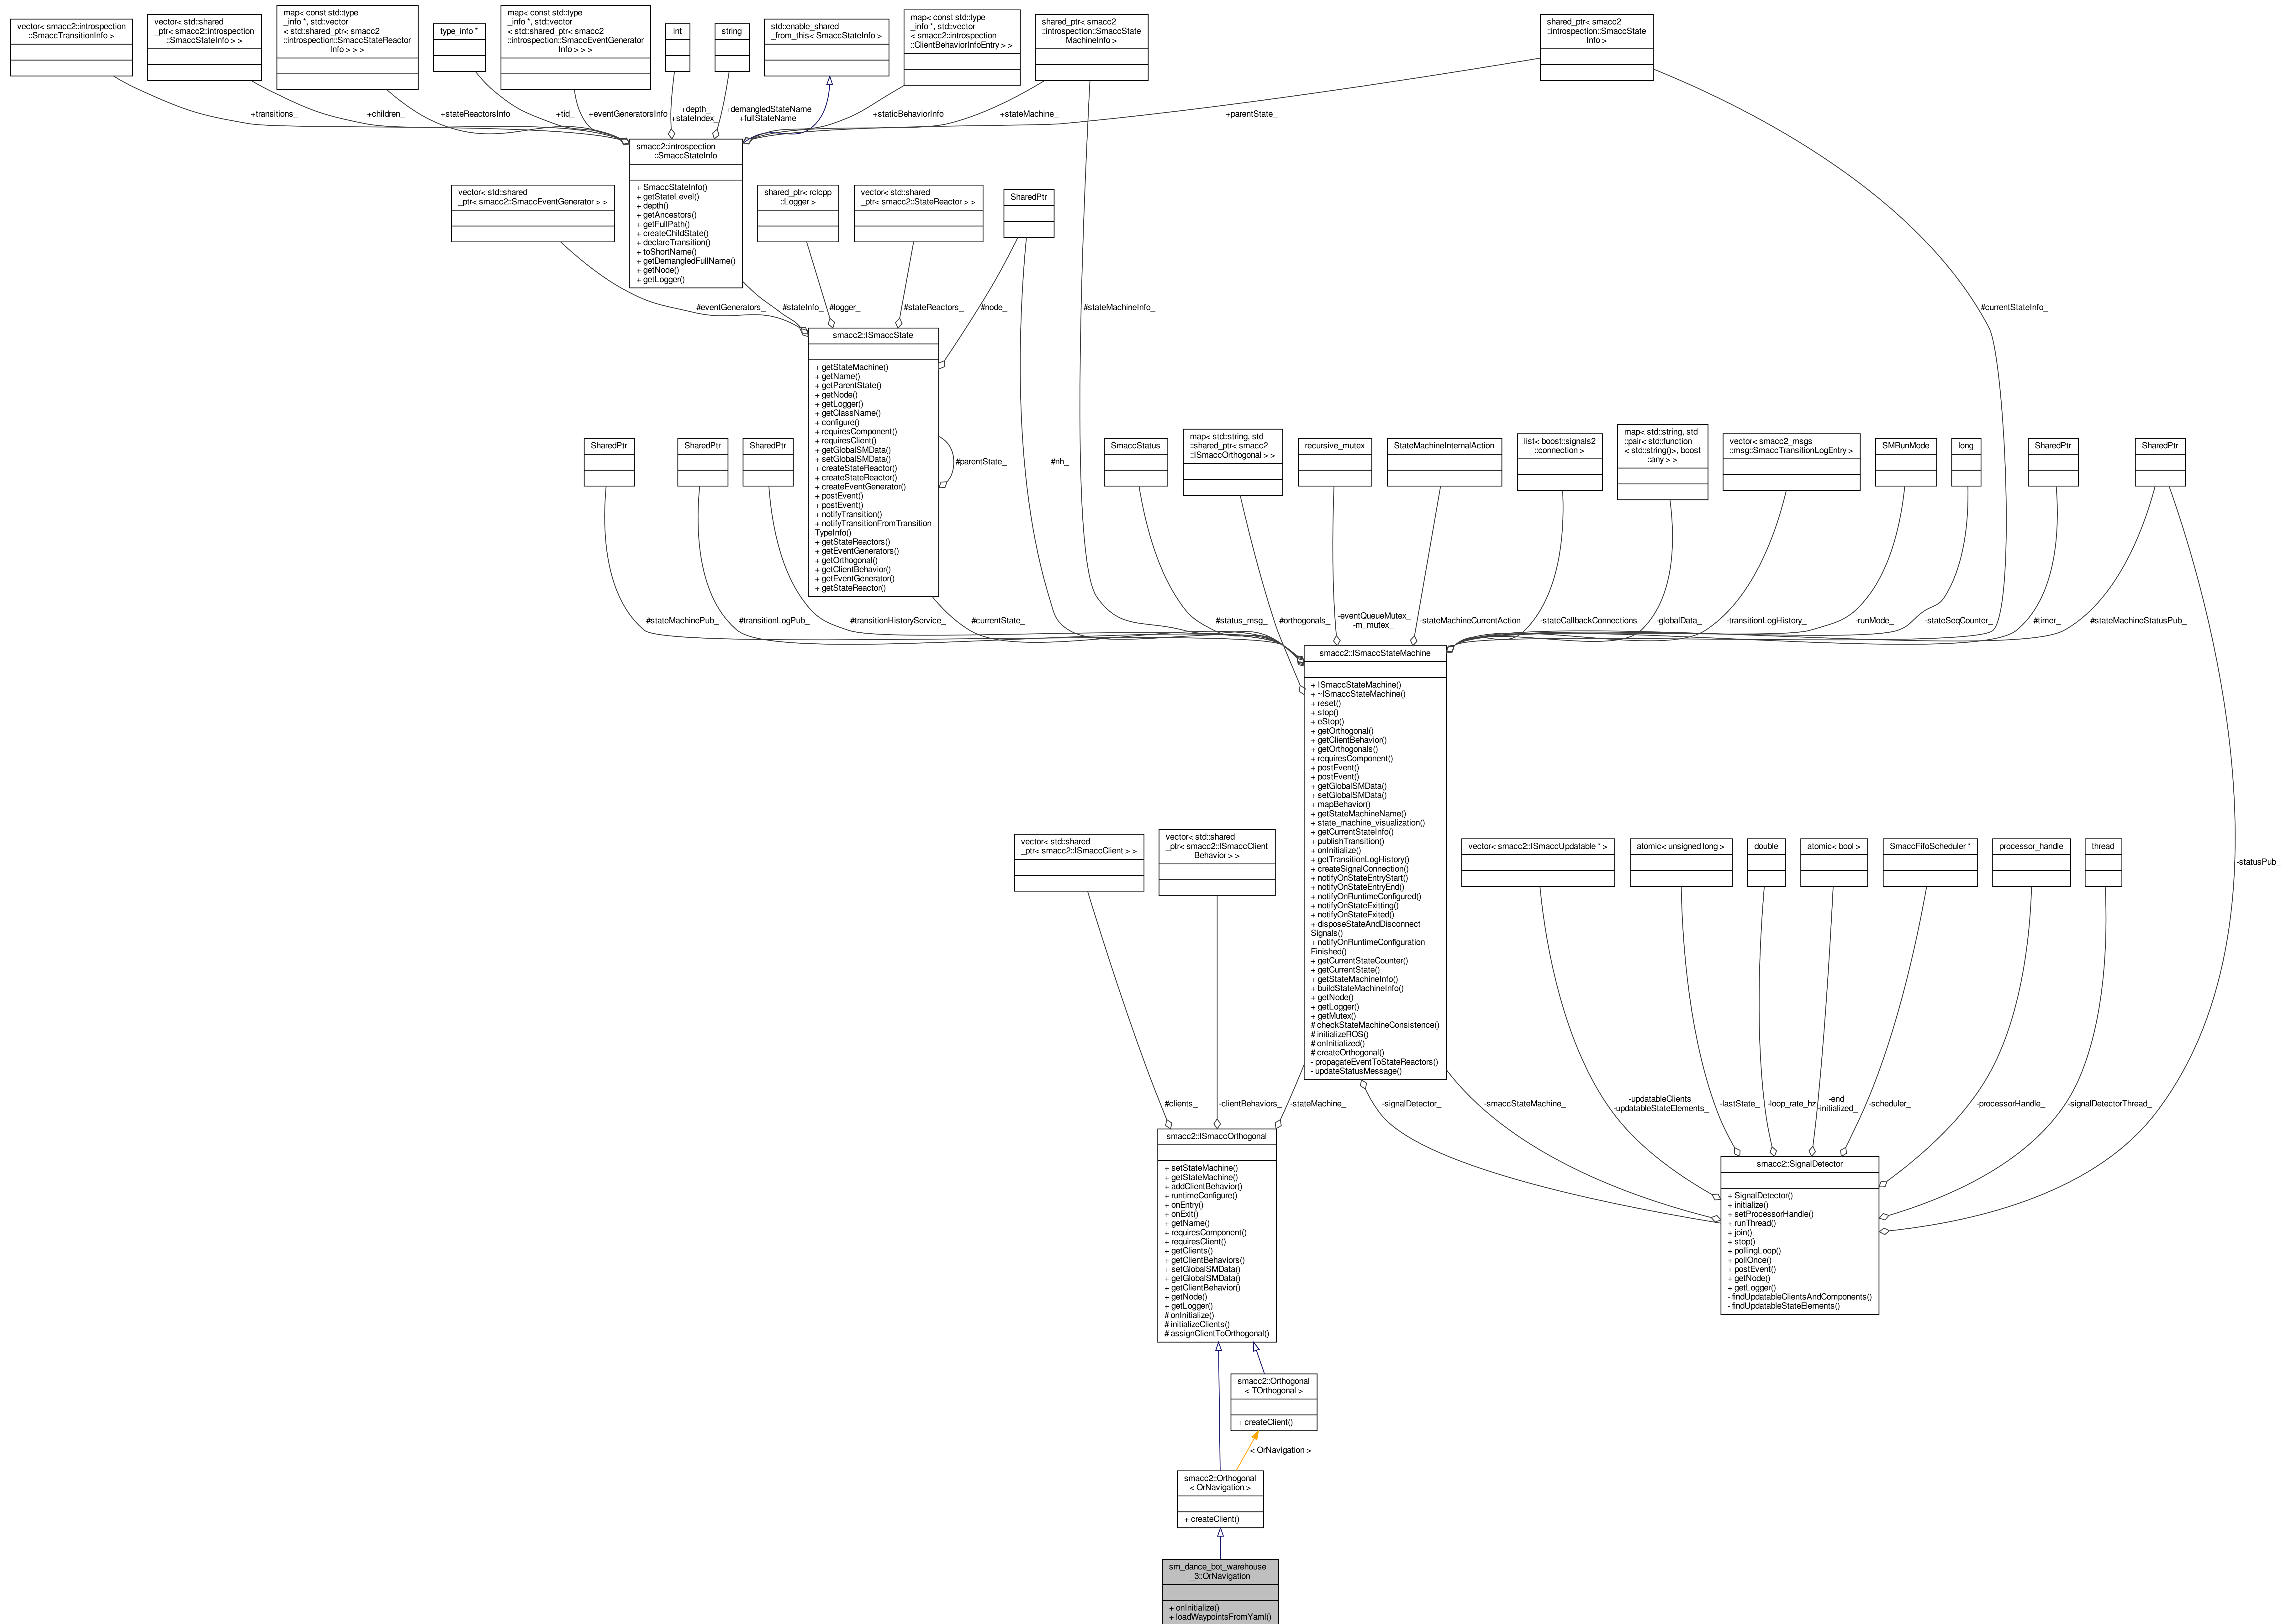 vector< smacc2::introspection
::SmaccTransitionInfo >
vector< std::shared
_ptr< smacc2::introspection
::SmaccStateInfo > >
map< const std::type
_info *, std::vector
< std::shared_ptr< smacc2
::introspection::SmaccStateReactor
Info > > >
type_info *
map< const std::type
_info *, std::vector
< std::shared_ptr< smacc2
::introspection::SmaccEventGenerator
Info > > >
int
string
std::enable_shared
_from_this< SmaccStateInfo >
map< const std::type
_info *, std::vector
< smacc2::introspection
::ClientBehaviorInfoEntry > >
shared_ptr< smacc2
::introspection::SmaccState
MachineInfo >
shared_ptr< smacc2
::introspection::SmaccState
Info >
+transitions_
+children_
+stateReactorsInfo
+tid_
+eventGeneratorsInfo
+depth_
+stateIndex_
+demangledStateName
+fullStateName
+staticBehaviorInfo
+stateMachine_
+parentState_
smacc2::introspection
::SmaccStateInfo
+ SmaccStateInfo()
+ getStateLevel()
+ depth()
+ getAncestors()
+ getFullPath()
+ createChildState()
+ declareTransition()
+ toShortName()
+ getDemangledFullName()
+ getNode()
+ getLogger()
vector< std::shared
_ptr< smacc2::SmaccEventGenerator > >
shared_ptr< rclcpp
::Logger >
vector< std::shared
_ptr< smacc2::StateReactor > >
SharedPtr
#eventGenerators_
#stateInfo_
#logger_
#stateReactors_
#node_
#stateMachineInfo_
#currentStateInfo_
smacc2::ISmaccState
+ getStateMachine()
+ getName()
+ getParentState()
+ getNode()
+ getLogger()
+ getClassName()
+ configure()
+ requiresComponent()
+ requiresClient()
+ getGlobalSMData()
+ setGlobalSMData()
+ createStateReactor()
+ createStateReactor()
+ createEventGenerator()
+ postEvent()
+ postEvent()
+ notifyTransition()
+ notifyTransitionFromTransition
TypeInfo()
+ getStateReactors()
+ getEventGenerators()
+ getOrthogonal()
+ getClientBehavior()
+ getEventGenerator()
+ getStateReactor()
#parentState_
#nh_
SharedPtr
SharedPtr
SharedPtr
SmaccStatus
map< std::string, std
::shared_ptr< smacc2
::ISmaccOrthogonal > >
recursive_mutex
StateMachineInternalAction
list< boost::signals2
::connection >
map< std::string, std
::pair< std::function
< std::string()>, boost
::any > >
vector< smacc2_msgs
::msg::SmaccTransitionLogEntry >
SMRunMode
long
SharedPtr
SharedPtr
#stateMachinePub_
#transitionLogPub_
#transitionHistoryService_
#currentState_
#status_msg_
#orthogonals_
-eventQueueMutex_
-m_mutex_
-stateMachineCurrentAction
-stateCallbackConnections
-globalData_
-transitionLogHistory_
-runMode_
-stateSeqCounter_
#timer_
#stateMachineStatusPub_
smacc2::ISmaccStateMachine
+ ISmaccStateMachine()
+ ~ISmaccStateMachine()
+ reset()
+ stop()
+ eStop()
+ getOrthogonal()
+ getClientBehavior()
+ getOrthogonals()
+ requiresComponent()
+ postEvent()
+ postEvent()
+ getGlobalSMData()
+ setGlobalSMData()
+ mapBehavior()
+ getStateMachineName()
+ state_machine_visualization()
+ getCurrentStateInfo()
+ publishTransition()
+ onInitialize()
+ getTransitionLogHistory()
+ createSignalConnection()
+ notifyOnStateEntryStart()
+ notifyOnStateEntryEnd()
+ notifyOnRuntimeConfigured()
+ notifyOnStateExitting()
+ notifyOnStateExited()
+ disposeStateAndDisconnect
Signals()
+ notifyOnRuntimeConfiguration
Finished()
+ getCurrentStateCounter()
+ getCurrentState()
+ getStateMachineInfo()
+ buildStateMachineInfo()
+ getNode()
+ getLogger()
+ getMutex()
# checkStateMachineConsistence()
# initializeROS()
# onInitialized()
# createOrthogonal()
- propagateEventToStateReactors()
- updateStatusMessage()
vector< std::shared
_ptr< smacc2::ISmaccClient > >
vector< std::shared
_ptr< smacc2::ISmaccClient
Behavior > >
vector< smacc2::ISmaccUpdatable * >
atomic< unsigned long >
double
atomic< bool >
SmaccFifoScheduler *
processor_handle
thread
-statusPub_
#clients_
-clientBehaviors_
-stateMachine_
-signalDetector_
-smaccStateMachine_
-updatableClients_
-updatableStateElements_
-lastState_
-loop_rate_hz
-end_
-initialized_
-scheduler_
-processorHandle_
-signalDetectorThread_
smacc2::ISmaccOrthogonal
+ setStateMachine()
+ getStateMachine()
+ addClientBehavior()
+ runtimeConfigure()
+ onEntry()
+ onExit()
+ getName()
+ requiresComponent()
+ requiresClient()
+ getClients()
+ getClientBehaviors()
+ setGlobalSMData()
+ getGlobalSMData()
+ getClientBehavior()
+ getNode()
+ getLogger()
# onInitialize()
# initializeClients()
# assignClientToOrthogonal()
smacc2::SignalDetector
+ SignalDetector()
+ initialize()
+ setProcessorHandle()
+ runThread()
+ join()
+ stop()
+ pollingLoop()
+ pollOnce()
+ postEvent()
+ getNode()
+ getLogger()
- findUpdatableClientsAndComponents()
- findUpdatableStateElements()
smacc2::Orthogonal
< TOrthogonal >
+ createClient()
< OrNavigation >
smacc2::Orthogonal
< OrNavigation >
+ createClient()
sm_dance_bot_warehouse
_3::OrNavigation
+ onInitialize()
+ loadWaypointsFromYaml()